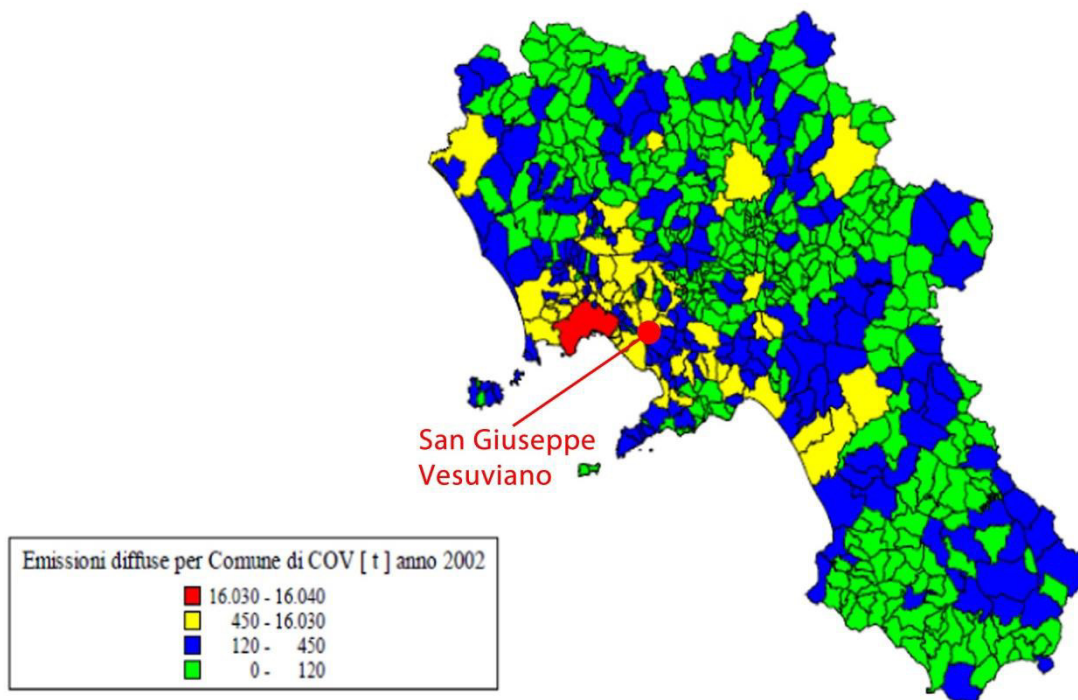 San Giuseppe
Vesuviano
Emissioni diffuse per Comune di COV [ t ] anno 2002
16.030 - 16.040
450 - 16.030
120 - 450
0 - 120